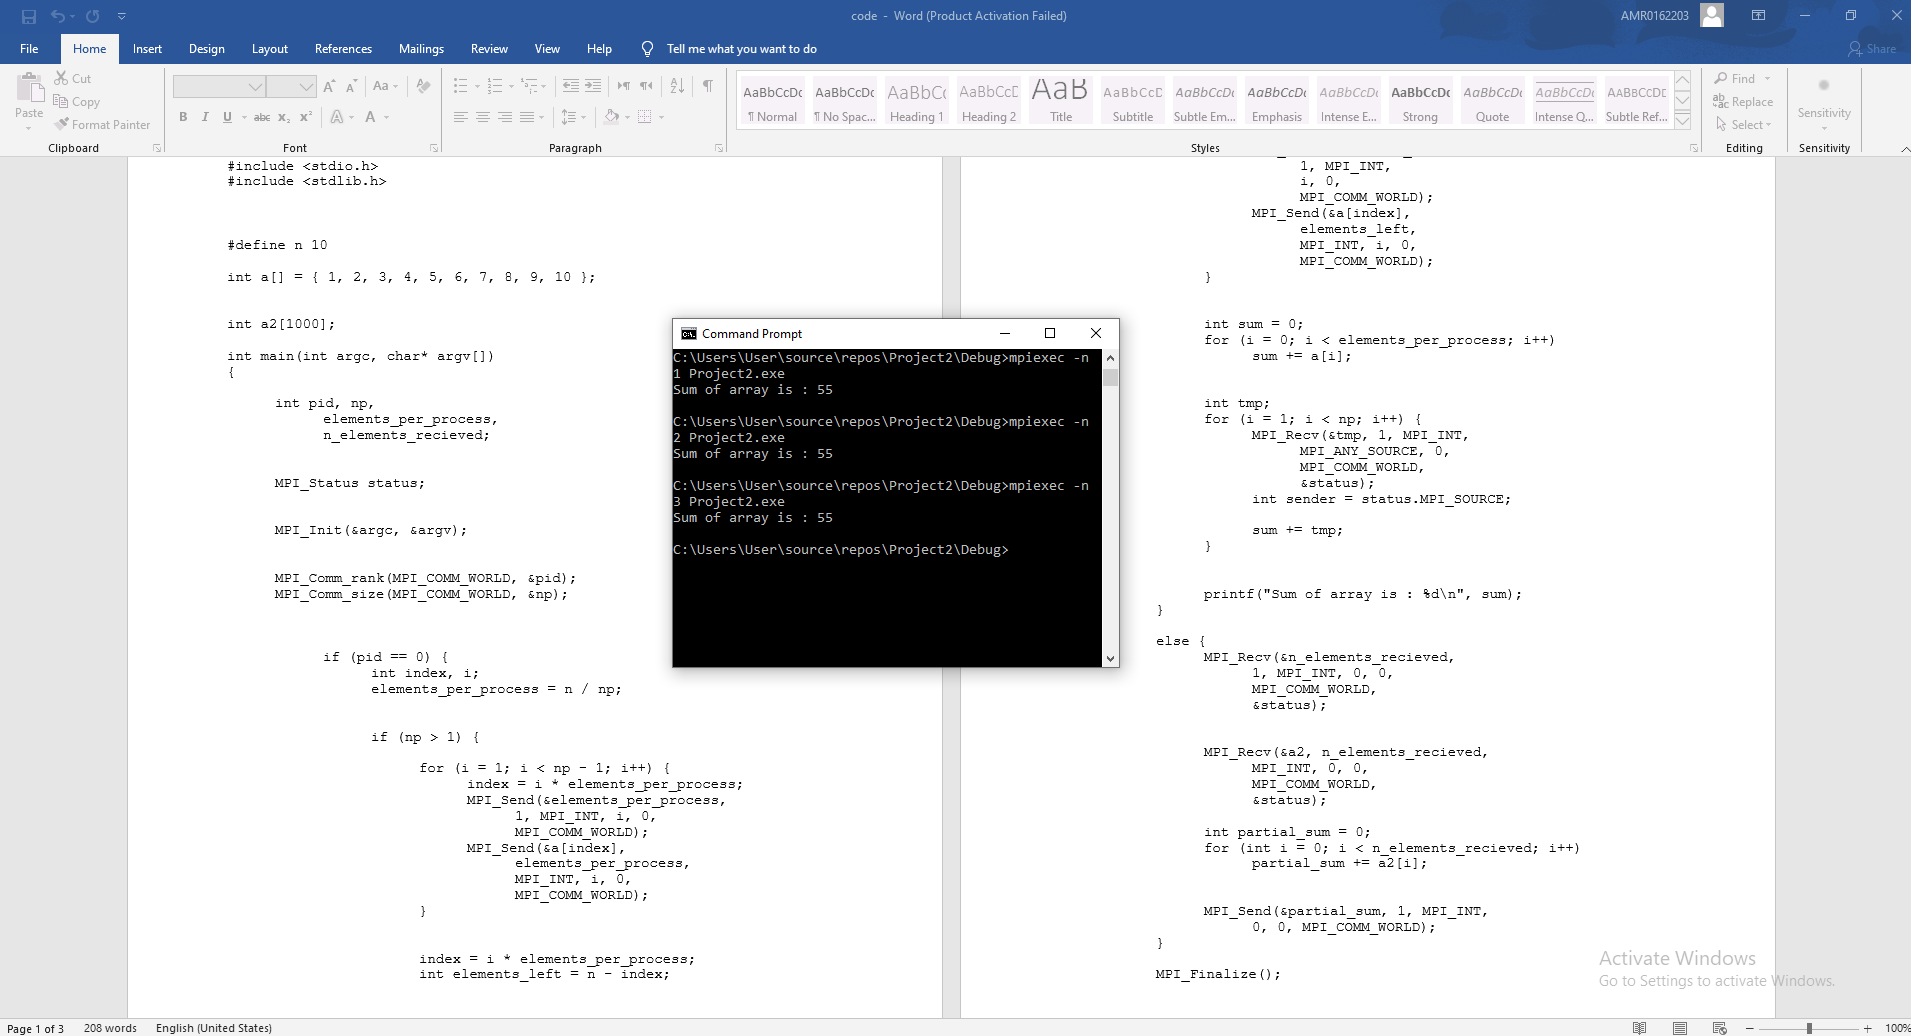 code - Word (Product Activation Failed)
AMR0162203
File Home Insert Design Layout References Mailings Review View Help Tell me what you want to do
Share
Paste
Cut
Copy
Format Painter
Clipboard
Aa
B I U abc x₂ x²
A A
Font
Paragraph
AaBbCcDc AaBbCcDc AaBbC AaBbCcC AaB AaBbCcD AaBbCcDc AaBbCcDc AaBbCcDc AaBbCcDc AaBbCcDc AaBbCcDc AABBCCDE
¶ Normal ¶ No Spac... Heading 1 Heading 2 Title Subtitle Subtle Em... Emphasis Intense E... Strong Quote Intense Q... Subtle Ref...
Styles
Find
Replace
Select
Editing
Sensitivity
Sensitivity
#include <stdio.h>
#include <stdlib.h>
#define n 10
int a[] = { 1, 2, 3, 4, 5, 6, 7, 8, 9, 10 };
int a2[1000];
int main(int argc, char* argv[])
{
int pid, np,
elements_per_process,
n_elements_recieved;
MPI_Status status;
MPI_Init(&argc, &argv);
MPI_Comm_rank(MPI_COMM_WORLD, &pid);
MPI_Comm_size(MPI_COMM_WORLD, &np);
if (pid == 0) {
int index, i;
elements_per_process = n / np;
if (np > 1) {
for (i = 1; i < np - 1; i++) {
index = i * elements_per_process;
MPI_Send(&elements_per_process,
1, MPI_INT, i, 0,
MPI_COMM_WORLD);
MPI_Send(&a[index],
elements_per_process,
MPI_INT, i, 0,
MPI_COMM_WORLD);
}
index = i * elements_per_process;
int elements_left = n - index;
Command Prompt
C:\Users\User\source\repos\Project2\Debug>mpiexec -n
1 Project2.exe
Sum of array is : 55
C:\Users\User\source\repos\Project2\Debug>mpiexec -n
2 Project2.exe
Sum of array is : 55
C:\Users\User\source\repos\Project2\Debug>mpiexec -n
3 Project2.exe
Sum of array is : 55
C:\Users\User\source\repos\Project2\Debug>
1, MPI_INT,
i, 0,
MPI_COMM_WORLD);
MPI_Send(&a[index],
elements_left,
MPI_INT, i, 0,
MPI_COMM_WORLD);
}
int sum = 0;
for (i = 0; i < elements_per_process; i++)
sum += a[i];
int tmp;
for (i = 1; i < np; i++) {
MPI_Recv(&tmp, 1, MPI_INT,
MPI_ANY_SOURCE, 0,
MPI_COMM_WORLD,
&status);
int sender = status.MPI_SOURCE;
sum += tmp;
}
printf("Sum of array is : %d\n", sum);
}
else {
MPI_Recv(&n_elements_recieved,
1, MPI_INT, 0, 0,
MPI_COMM_WORLD,
&status);
MPI_Recv(&a2, n_elements_recieved,
MPI_INT, 0, 0,
MPI_COMM_WORLD,
&status);
int partial_sum = 0;
for (int i = 0; i < n_elements_recieved; i++)
partial_sum += a2[i];
MPI_Send(&partial_sum, 1, MPI_INT,
0, 0, MPI_COMM_WORLD);
}
MPI_Finalize();
Activate Windows
Go to Settings to activate Windows.
Page 1 of 3 208 words English (United States)
100%